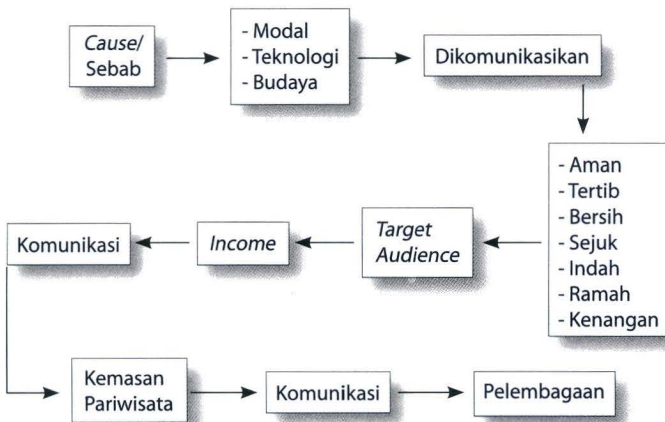 Cause/
Sebab
- Modal
- Teknologi
- Budaya
Dikomunikasikan
- Aman
- Tertib
- Bersih
- Sejuk
- Indah
- Ramah
- Kenangan
Target
Audience
Income
Komunikasi
Kemasan
Pariwisata
Komunikasi
Pelembagaan